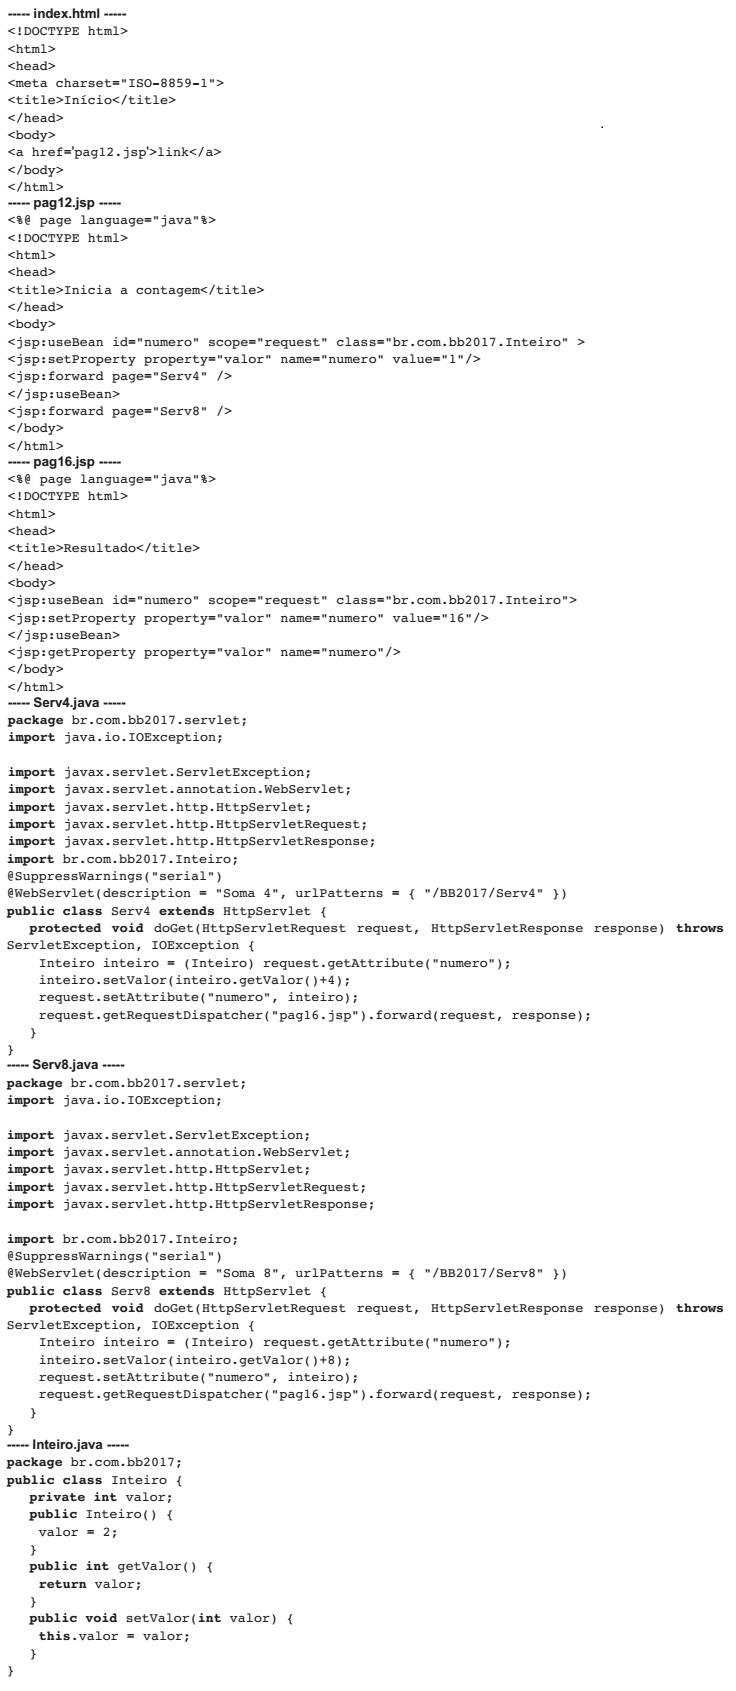 ----- index.html -----
<!DOCTYPE html>
<html>
<head>
<meta charset="ISO-8859-1">
<title>Início</title>
</head>
<body>
<a href='pag12.jsp'>link</a>
</body>
</html>
----- pag12.jsp -----
<%@ page language="java"%>
<!DOCTYPE html>
<html>
<head>
<title>Inicia a contagem</title>
</head>
<body>
<jsp:useBean id="numero" scope="request" class="br.com.bb2017.Inteiro" >
<jsp:setProperty property="valor" name="numero" value="1"/>
<jsp:forward page="Serv4" />
</jsp:useBean>
<jsp:forward page="Serv8" />
</body>
</html>
----- pag16.jsp -----
<%@ page language="java"%>
<!DOCTYPE html>
<html>
<head>
<title>Resultado</title>
</head>
<body>
<jsp:useBean id="numero" scope="request" class="br.com.bb2017.Inteiro">
<jsp:setProperty property="valor" name="numero" value="16"/>
</jsp:useBean>
<jsp:getProperty property="valor" name="numero"/>
</body>
</html>
----- Serv4.java -----
package br.com.bb2017.servlet;
import java.io.IOException;

import javax.servlet.ServletException;
import javax.servlet.annotation.WebServlet;
import javax.servlet.http.HttpServlet;
import javax.servlet.http.HttpServletRequest;
import javax.servlet.http.HttpServletResponse;
import br.com.bb2017.Inteiro;
@SuppressWarnings("serial")
@WebServlet(description = "Soma 4", urlPatterns = { "/BB2017/Serv4" })
public class Serv4 extends HttpServlet {
protected void doGet(HttpServletRequest request, HttpServletResponse response) throws
ServletException, IOException {
Inteiro inteiro = (Inteiro) request.getAttribute("numero");
inteiro.setValor(inteiro.getValor()+4);
request.setAttribute("numero", inteiro);
request.getRequestDispatcher("pag16.jsp").forward(request, response);
}
}
----- Serv8.java -----
package br.com.bb2017.servlet;
import java.io.IOException;

import javax.servlet.ServletException;
import javax.servlet.annotation.WebServlet;
import javax.servlet.http.HttpServlet;
import javax.servlet.http.HttpServletRequest;
import javax.servlet.http.HttpServletResponse;

import br.com.bb2017.Inteiro;
@SuppressWarnings("serial")
@WebServlet(description = "Soma 8", urlPatterns = { "/BB2017/Serv8" })
public class Serv8 extends HttpServlet {
protected void doGet(HttpServletRequest request, HttpServletResponse response) throws
ServletException, IOException {
Inteiro inteiro = (Inteiro) request.getAttribute("numero");
inteiro.setValor(inteiro.getValor()+8);
request.setAttribute("numero", inteiro);
request.getRequestDispatcher("pag16.jsp").forward(request, response);
}
}
----- Inteiro.java -----
package br.com.bb2017;
public class Inteiro {
private int valor;
public Inteiro() {
valor = 2;
}
public int getValor() {
return valor;
}
public void setValor(int valor) {
this.valor = valor;
}
}